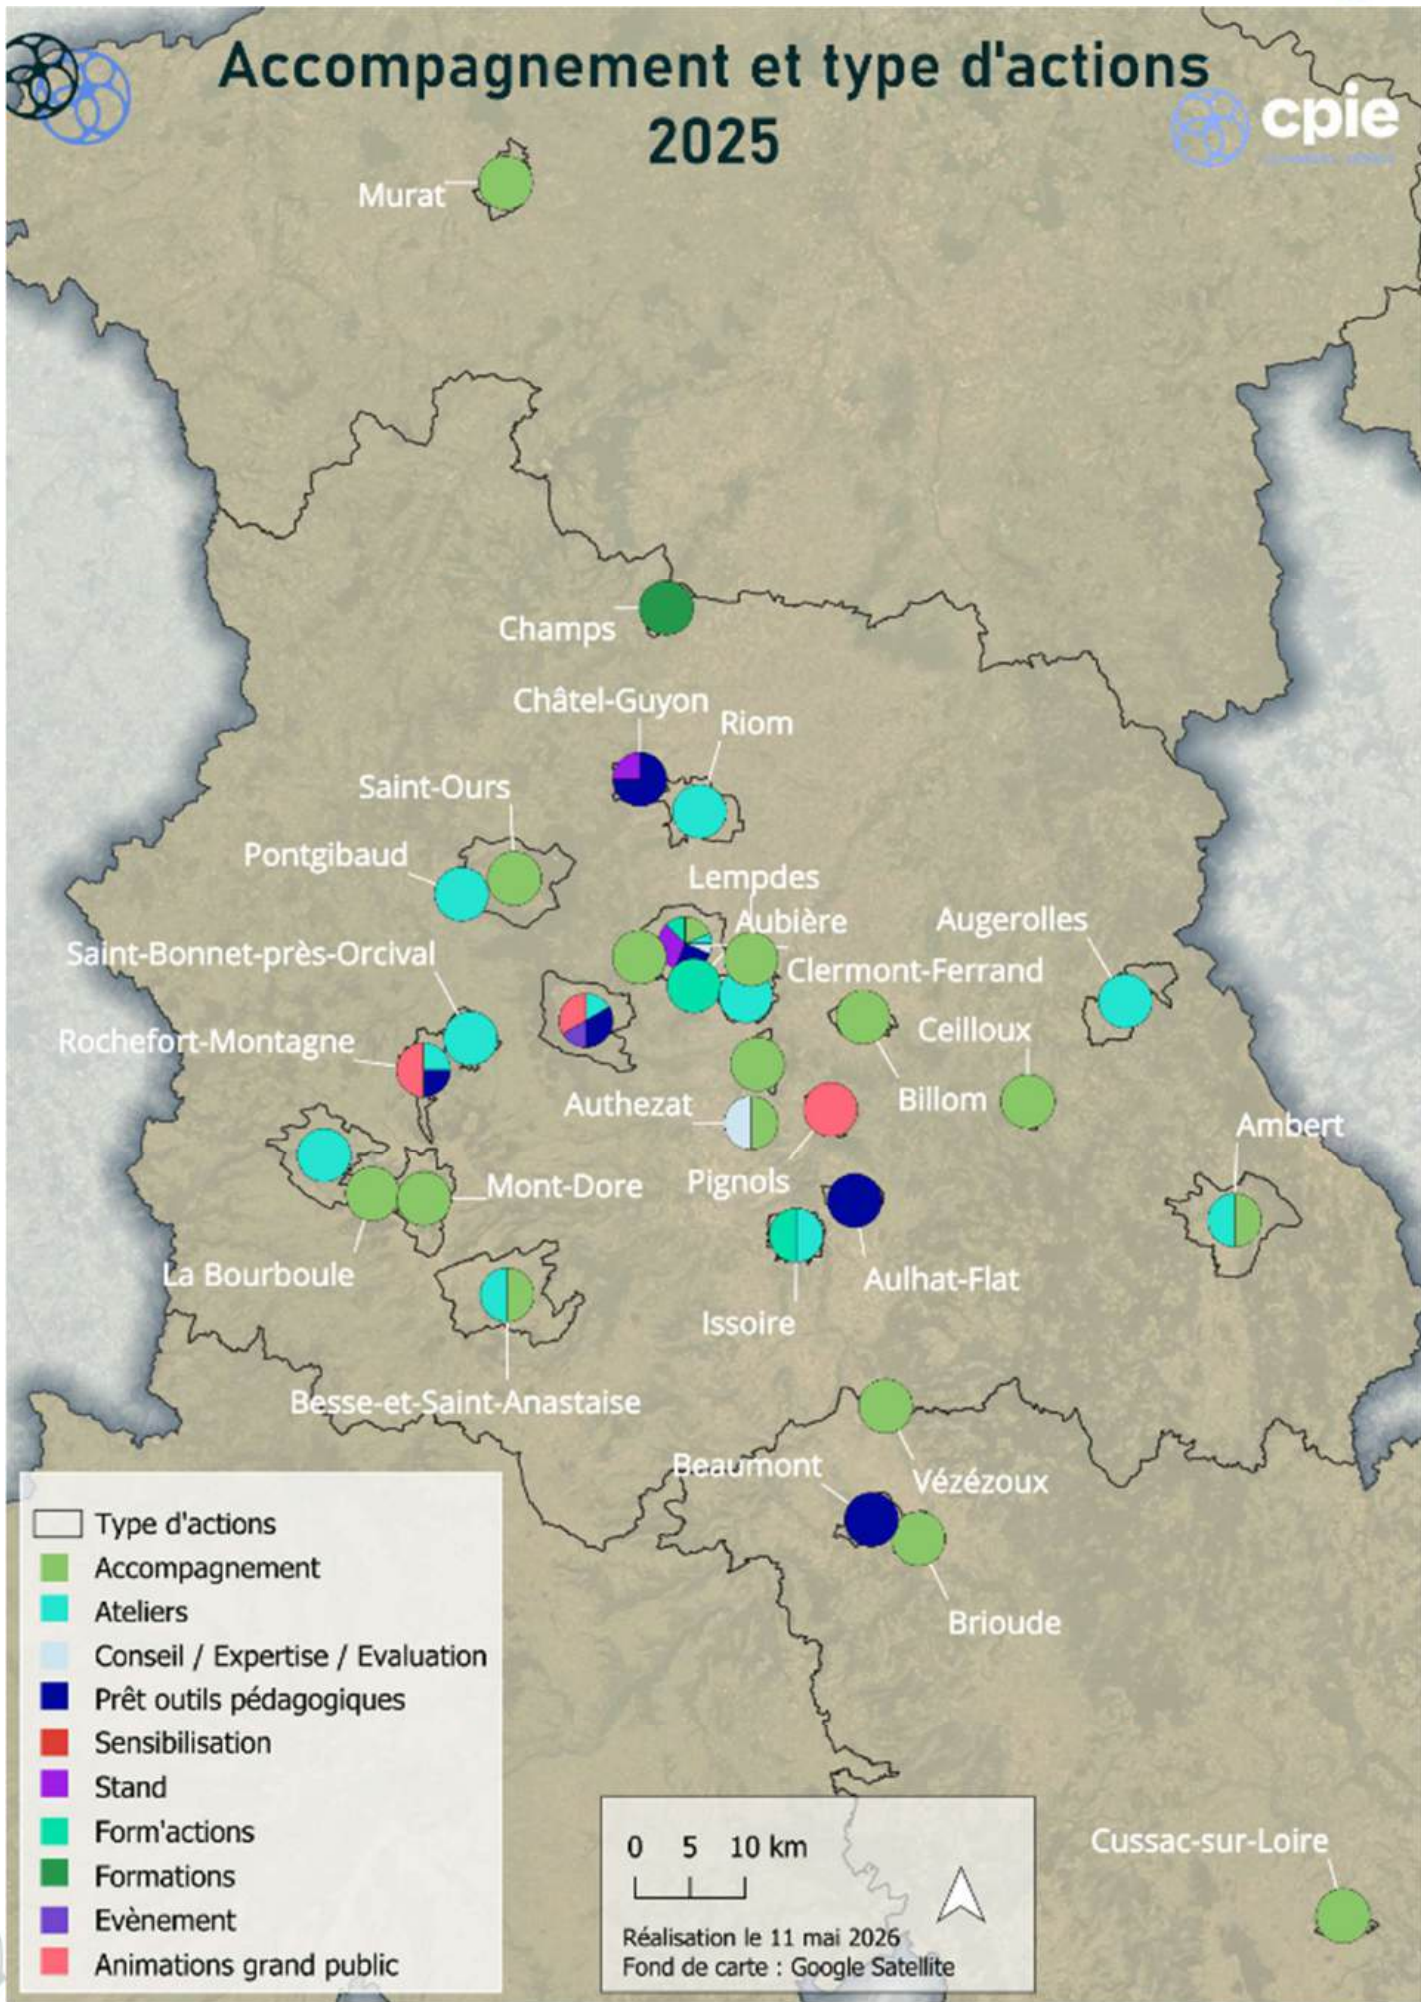 Accompagnement et type d'actions
2025
cpie
Murat
Champs
Châtel-Guyon
Riom
Saint-Ours
Pontgibaud
Lempdes
Aubière
Augerolles
Saint-Bonnet-près-Orcival
Clermont-Ferrand
Ceilloux
Rochefort-Montagne
Billom
Authezat
Ambert
Pignols
Mont-Dore
La Bourboule
Aulhat-Flat
Issoire
Besse-et-Saint-Anastaise
Beaumont
Vézézoux
Brioude
Cussac-sur-Loire
Type d'actions
Accompagnement
Ateliers
Conseil / Expertise / Evaluation
Prêt outils pédagogiques
Sensibilisation
Stand
Form'actions
Formations
Evènement
Animations grand public
0 5 10 km
Réalisation le 11 mai 2026
Fond de carte : Google Satellite